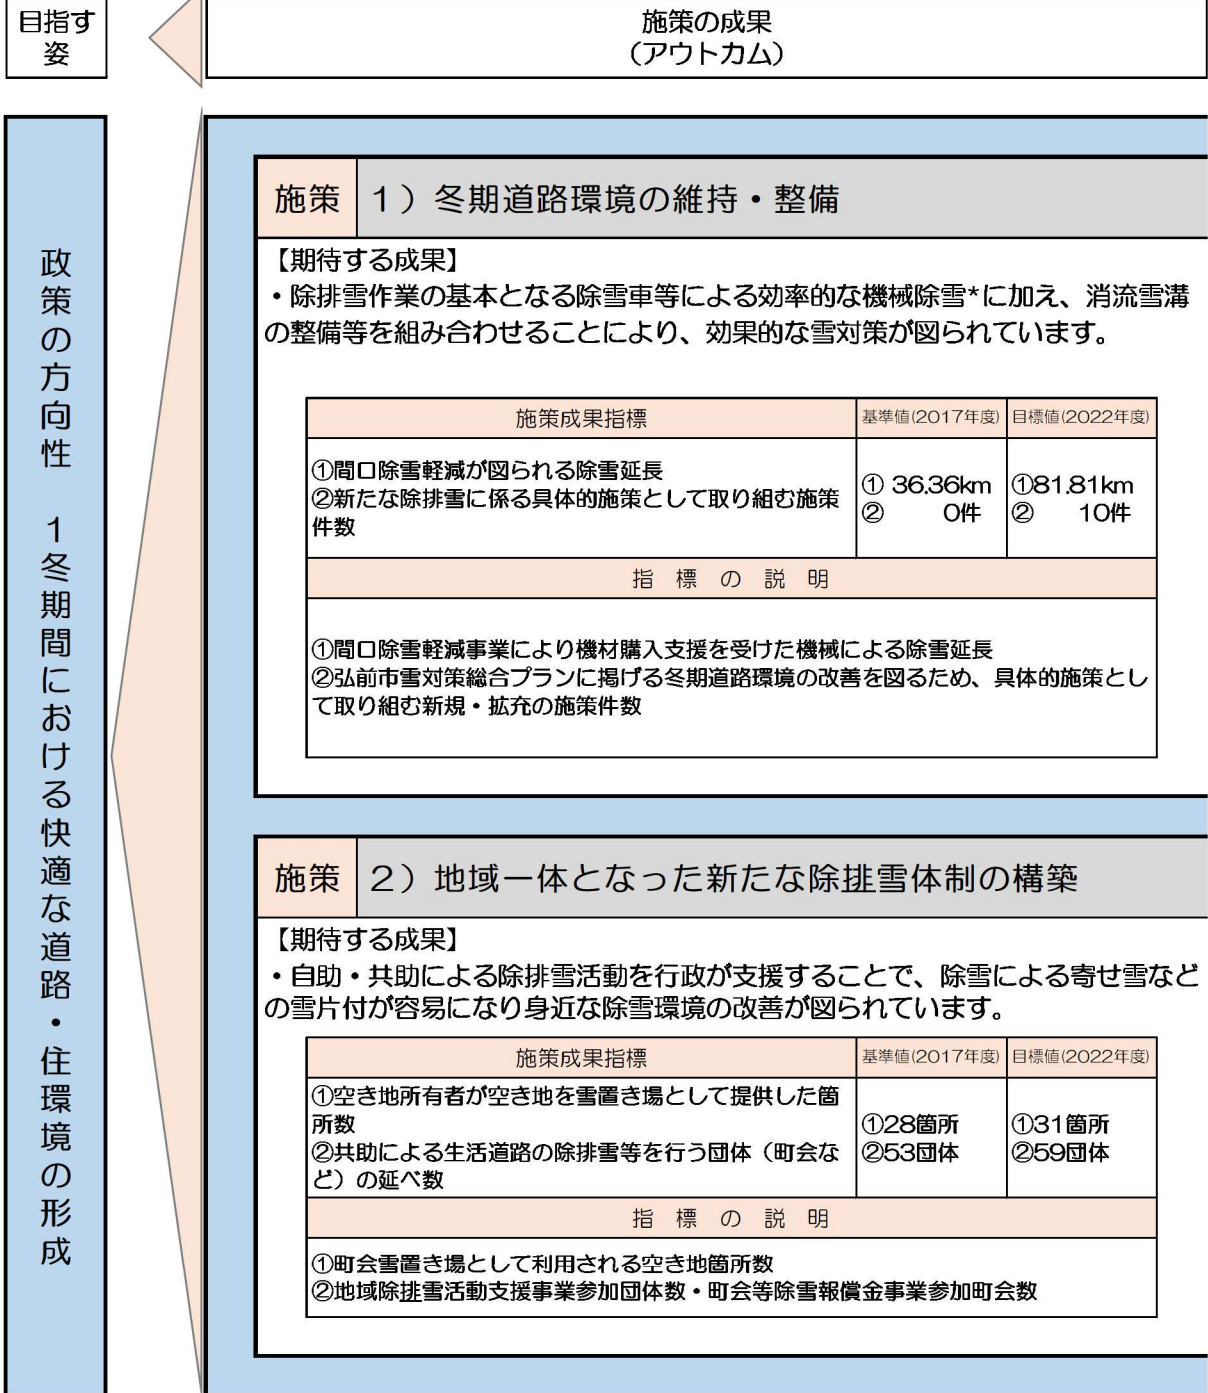 目指す
姿
施策の成果
（アウトカム）
政策の方向性　１冬期間における快適な道路・住環境の形成
施策
１）冬期道路環境の維持・整備
【期待する成果】
・除排雪作業の基本となる除雪車等による効率的な機械除雪*に加え、消流雪溝
の整備等を組み合わせることにより、効果的な雪対策が図られています。
施策成果指標
基準値(2017年度)
目標値(2022年度)
①間口除雪軽減が図られる除雪延長
②新たな除排雪に係る具体的施策として取り組む施策
件数
① 36.36km
②　　　0件
①81.81km
②　　10件
指　標　の　説　明
①間口除雪軽減事業により機材購入支援を受けた機械による除雪延長
②弘前市雪対策総合プランに掲げる冬期道路環境の改善を図るため、具体的施策とし
て取り組む新規・拡充の施策件数
施策
２）地域一体となった新たな除排雪体制の構築
【期待する成果】
・自助・共助による除排雪活動を行政が支援することで、除雪による寄せ雪など
の雪片付が容易になり身近な除雪環境の改善が図られています。
施策成果指標
基準値(2017年度)
目標値(2022年度)
①空き地所有者が空き地を雪置き場として提供した箇
所数
②共助による生活道路の除排雪等を行う団体（町会な
ど）の延べ数
①28箇所
②53団体
①31箇所
②59団体
指　標　の　説　明
①町会雪置き場として利用される空き地箇所数
②地域除排雪活動支援事業参加団体数・町会等除雪報償金事業参加町会数